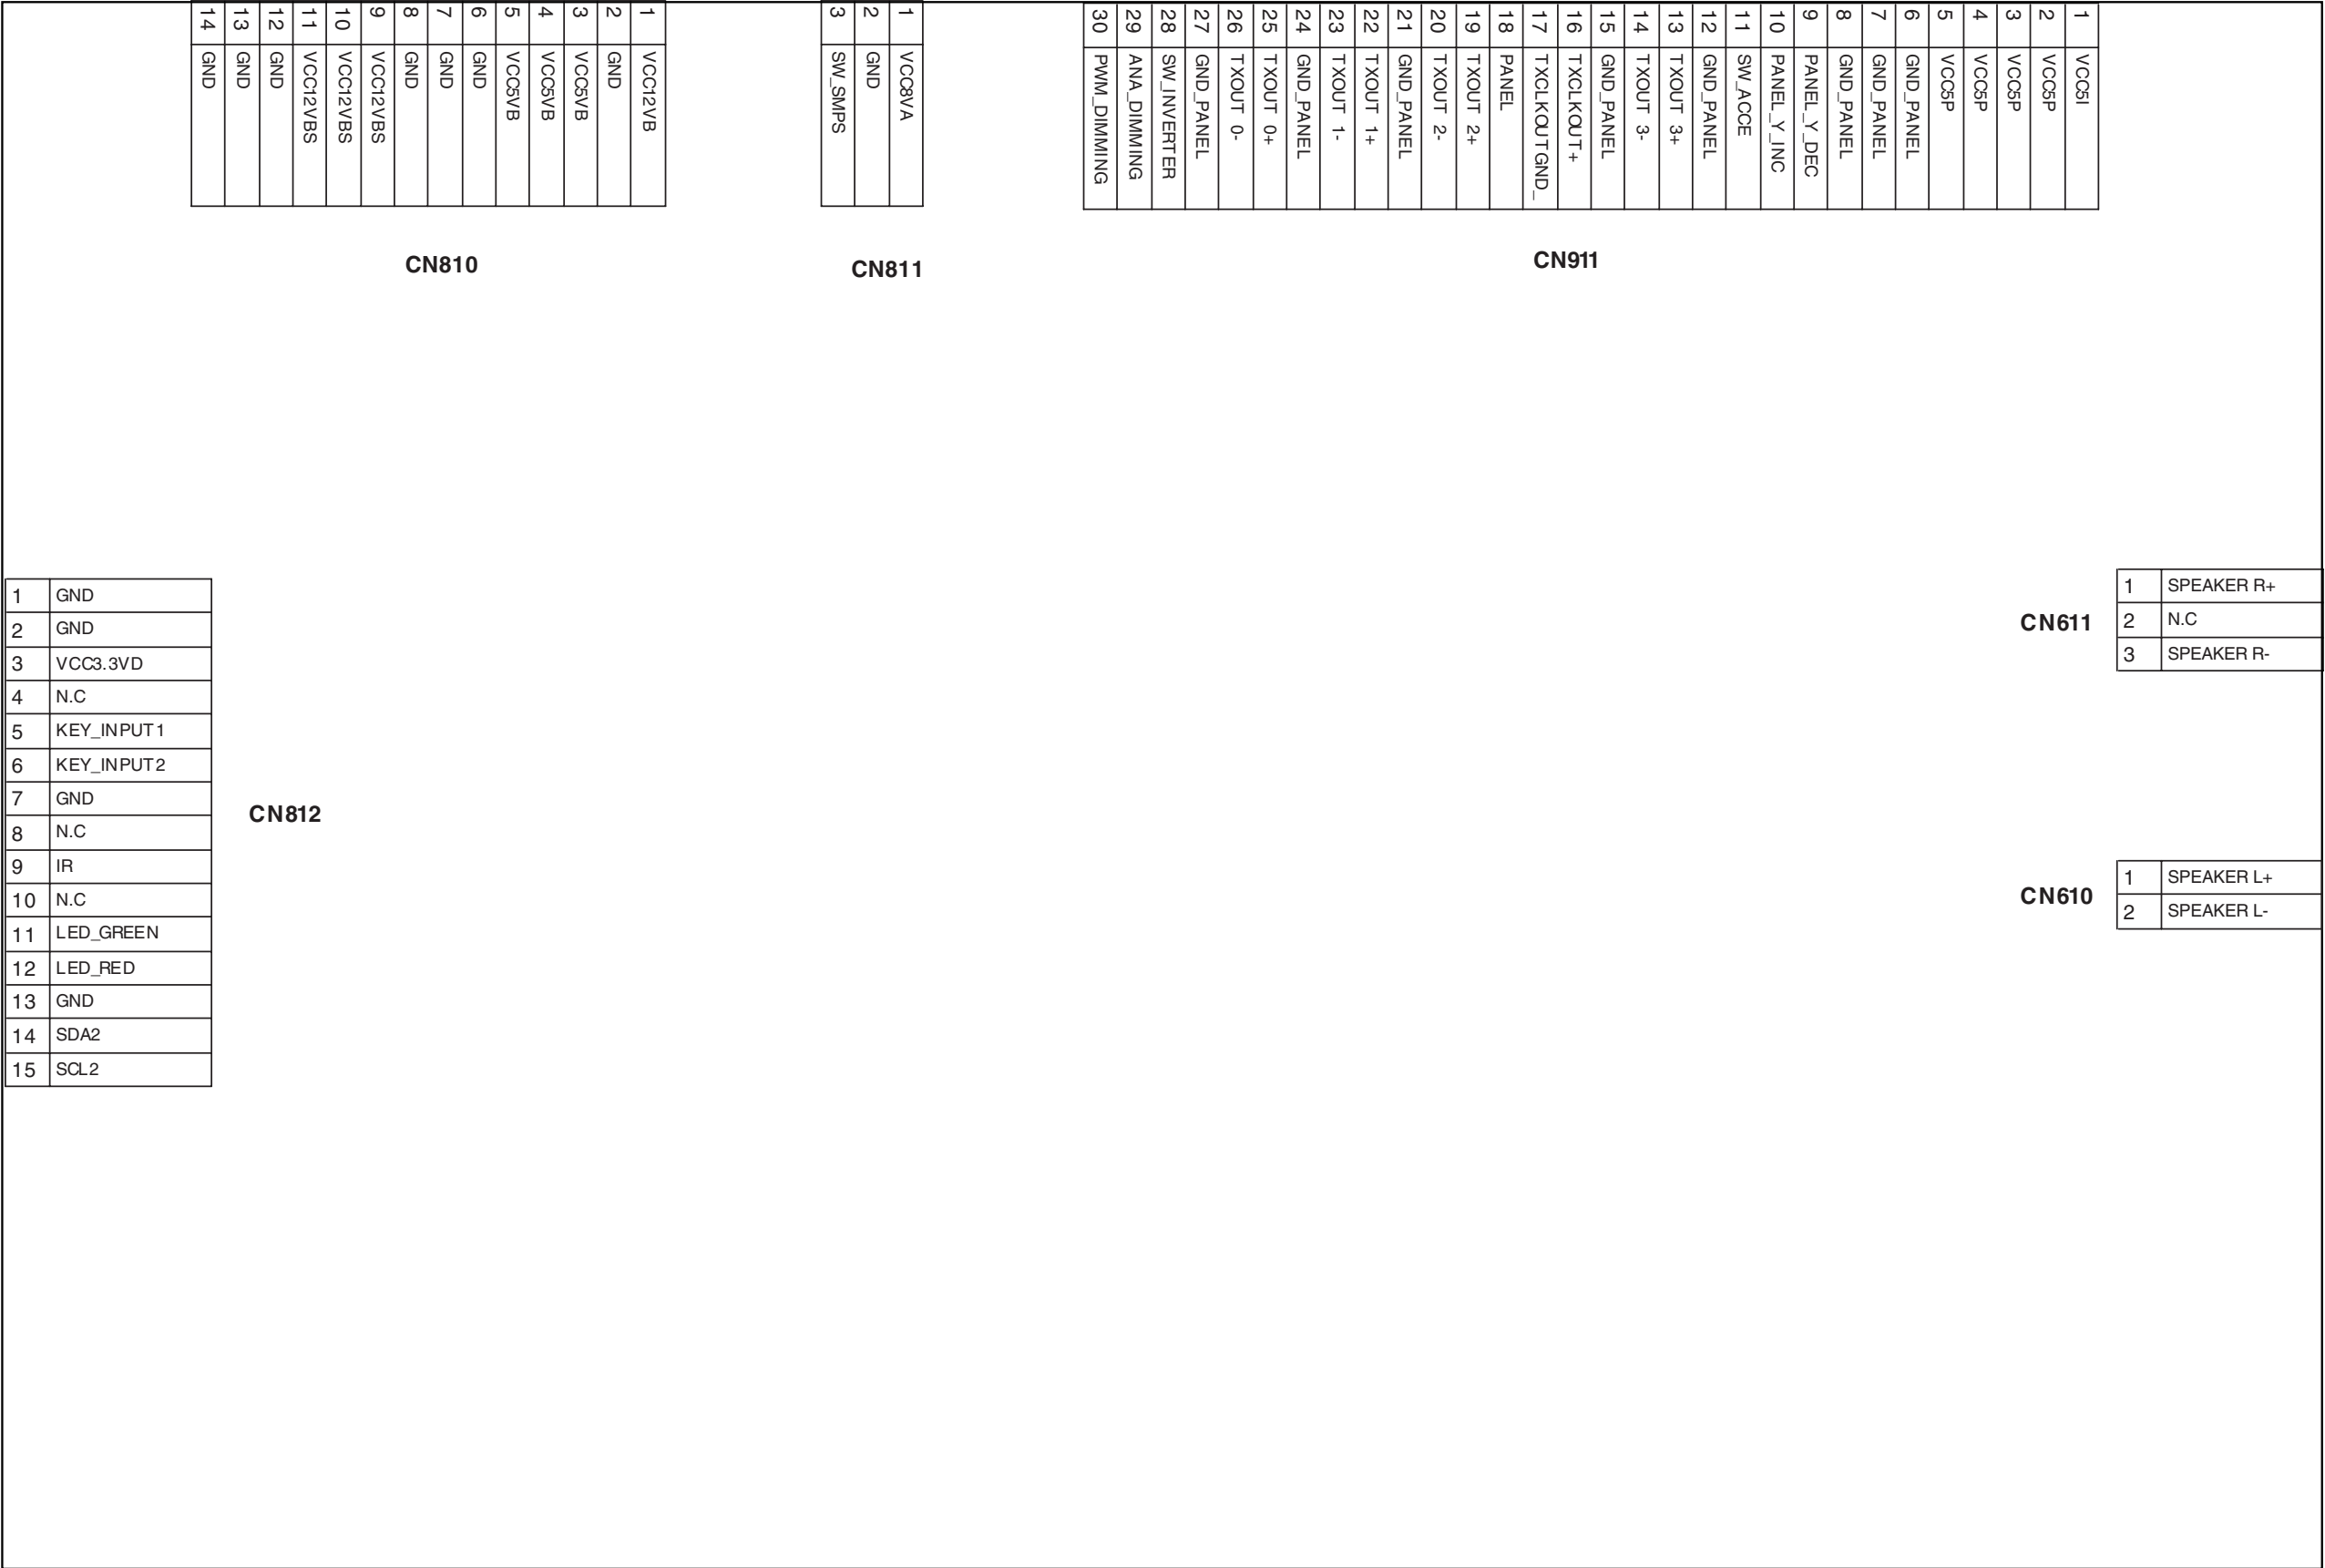 14 GND
13 GND
12 GND
11 VCC12VBS
10 VCC12VBS
9 VCC12VBS
8 GND
7 GND
6 GND
5 VCC5VB
4 VCC5VB
3 VCC5VB
2 GND
1 VCC12VB
CN810
3 SW_SMPS
2 GND
1 VCC8VA
CN811
30 PWM_DIMMING
29 ANA_DIMMING
28 SW_INVERTER
27 GND_PANEL
26 TXOUT 0-
25 TXOUT 0+
24 GND_PANEL
23 TXOUT 1-
22 TXOUT 1+
21 GND_PANEL
20 TXOUT 2-
19 TXOUT 2+
18 PANEL
17 TXCLKOUTGND_
16 TXCLKOUT+
15 GND_PANEL
14 TXOUT 3-
13 TXOUT 3+
12 GND_PANEL
11 SW_ACCE
10 PANEL_Y_INC
9 PANEL_Y_DEC
8 GND_PANEL
7 GND_PANEL
6 GND_PANEL
5 VCC5P
4 VCC5P
3 VCC5P
2 VCC5P
1 VCC5I
CN911
1 GND
2 GND
3 VCC3.3VD
4 N.C
5 KEY_INPUT1
6 KEY_INPUT2
7 GND
8 N.C
9 IR
10 N.C
11 LED_GREEN
12 LED_RED
13 GND
14 SDA2
15 SCL2
CN812
CN611
1 SPEAKER R+
2 N.C
3 SPEAKER R-
CN610
1 SPEAKER L+
2 SPEAKER L-